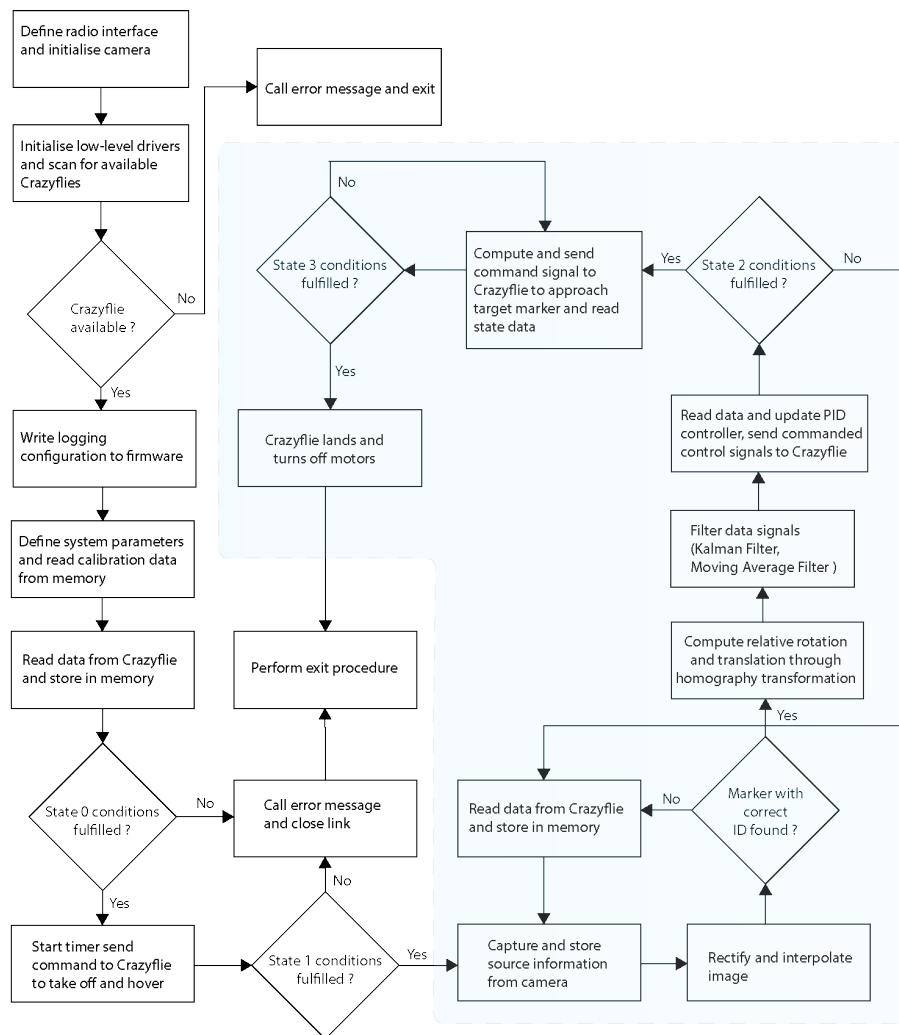 Define radio interface
and initialise camera
Call error message and exit
Initialise low-level drivers
and scan for available
Crazyflies
No
Crazyflie
available ?
Yes
Write logging
configuration to firmware
Define system parameters
and read calibration data
from memory
Read data from Crazyflie
and store in memory
State 0 conditions
fulfilled ?
No
Yes
Start timer send
command to Crazyflie
to take off and hover
Call error message
and close link
Perform exit procedure
No
State 1 conditions
fulfilled ?
Yes
Capture and store
source information
from camera
Rectify and interpolate
image
Read data from Crazyflie
and store in memory
No
Marker with
correct
ID found ?
Yes
Compute relative rotation
and translation through
homography transformation
Filter data signals
(Kalman Filter,
Moving Average Filter )
Read data and update PID
controller, send commanded
control signals to Crazyflie
State 2 conditions
fulfilled ?
No
Yes
Compute and send
command signal to
Crazyflie to approach
target marker and read
state data
No
State 3 conditions
fulfilled ?
Yes
Crazyflie lands and
turns off motors